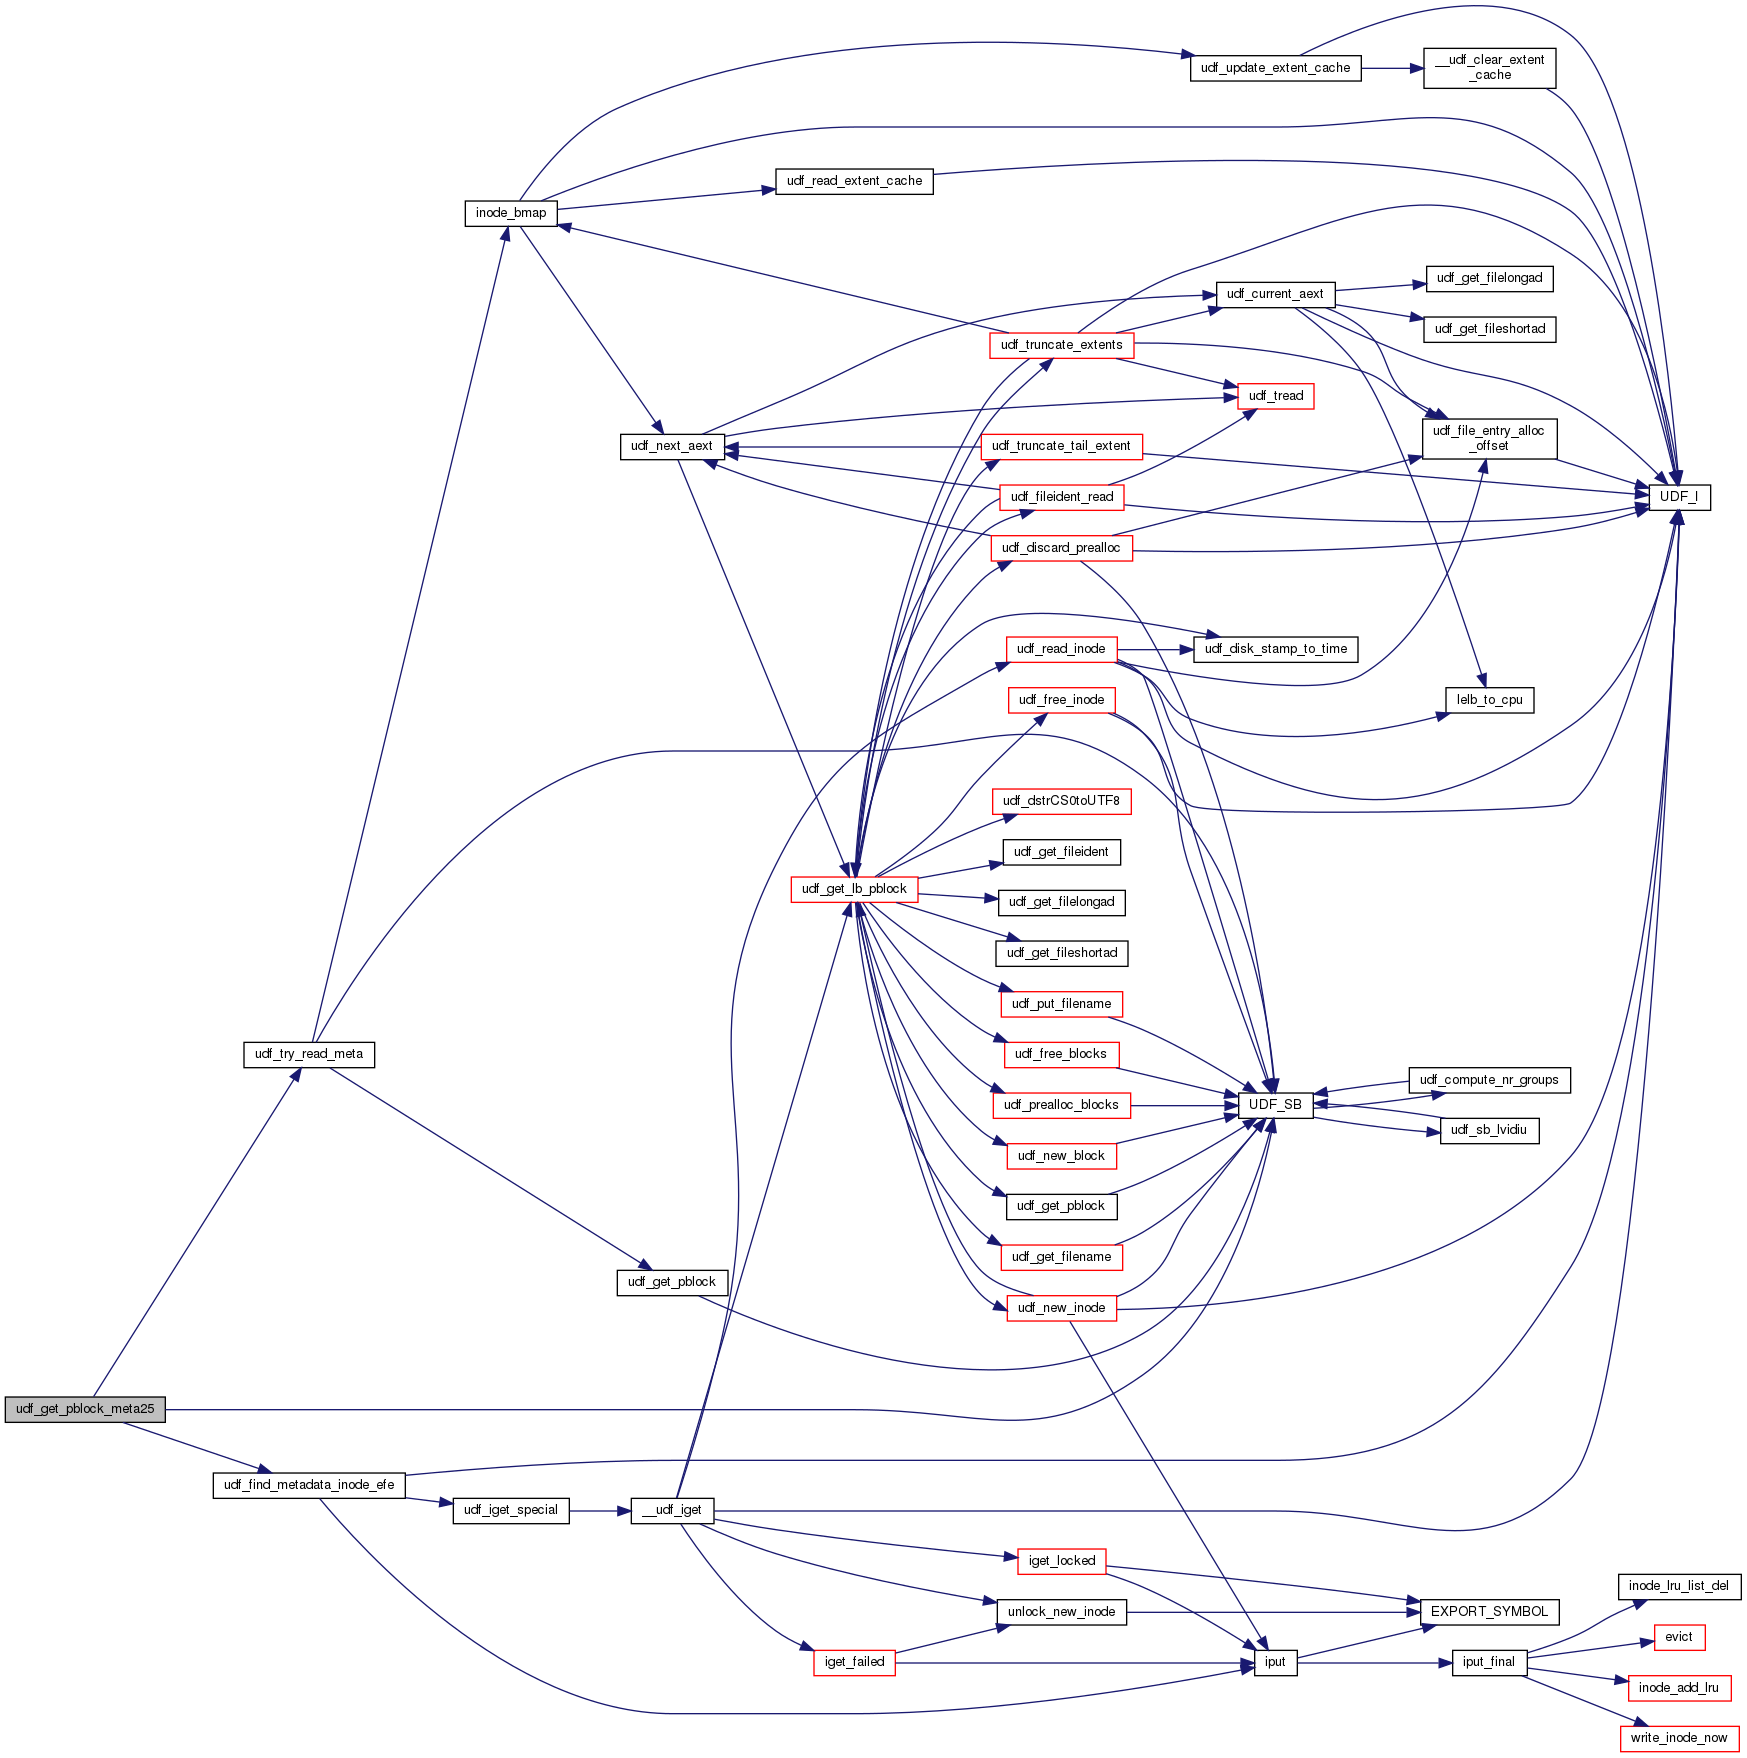 udf_update_extent_cache
__udf_clear_extent
_cache
udf_read_extent_cache
inode_bmap
udf_get_filelongad
udf_current_aext
udf_get_fileshortad
udf_truncate_extents
udf_tread
udf_file_entry_alloc
_offset
udf_next_aext
udf_truncate_tail_extent
udf_fileident_read
UDF_I
udf_discard_prealloc
udf_read_inode
udf_disk_stamp_to_time
udf_free_inode
lelb_to_cpu
udf_dstrCS0toUTF8
udf_get_fileident
udf_get_lb_pblock
udf_get_filelongad
udf_get_fileshortad
udf_put_filename
udf_try_read_meta
udf_free_blocks
udf_compute_nr_groups
udf_prealloc_blocks
UDF_SB
udf_sb_lvidiu
udf_new_block
udf_get_pblock
udf_get_filename
udf_get_pblock
udf_new_inode
udf_get_pblock_meta25
udf_find_metadata_inode_efe
udf_iget_special
__udf_iget
iget_locked
inode_lru_list_del
unlock_new_inode
EXPORT_SYMBOL
evict
iget_failed
iput
iput_final
inode_add_lru
write_inode_now